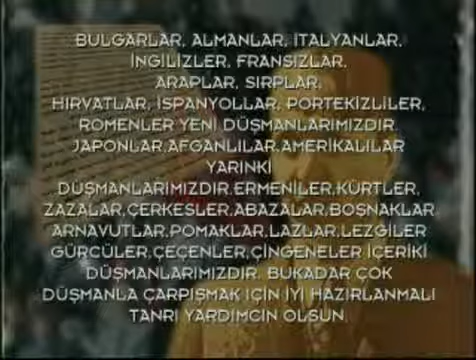 BULGARLAR, ALMANLAR, İTALYANLAR,
İNGİLİZLER, FRANSIZLAR,
ARAPLAR, SIRPLAR,
HIRVATLAR, İSPANYOLLAR, PORTEKİZLİLER,
ROMENLER YENİ DÜŞMANLARIMIZDIR.
JAPONLAR,AFGANLILAR,AMERİKALILAR
YARINKİ
DÜŞMANLARIMIZDIR.ERMENİLER,KÜRTLER,
ZAZALAR,ÇERKESLER,ABAZALAR,BOŞNAKLAR
ARNAVUTLAR,POMAKLAR,LAZLAR,LEZGİLER
GÜRCÜLER,ÇEÇENLER,ÇİNGENELER İÇERİKİ
DÜŞMANLARIMIZDIR. BUKADAR ÇOK
DÜŞMANLA ÇARPIŞMAK İÇİN İYİ HAZIRLANMALI
TANRI YARDIMCIN OLSUN.